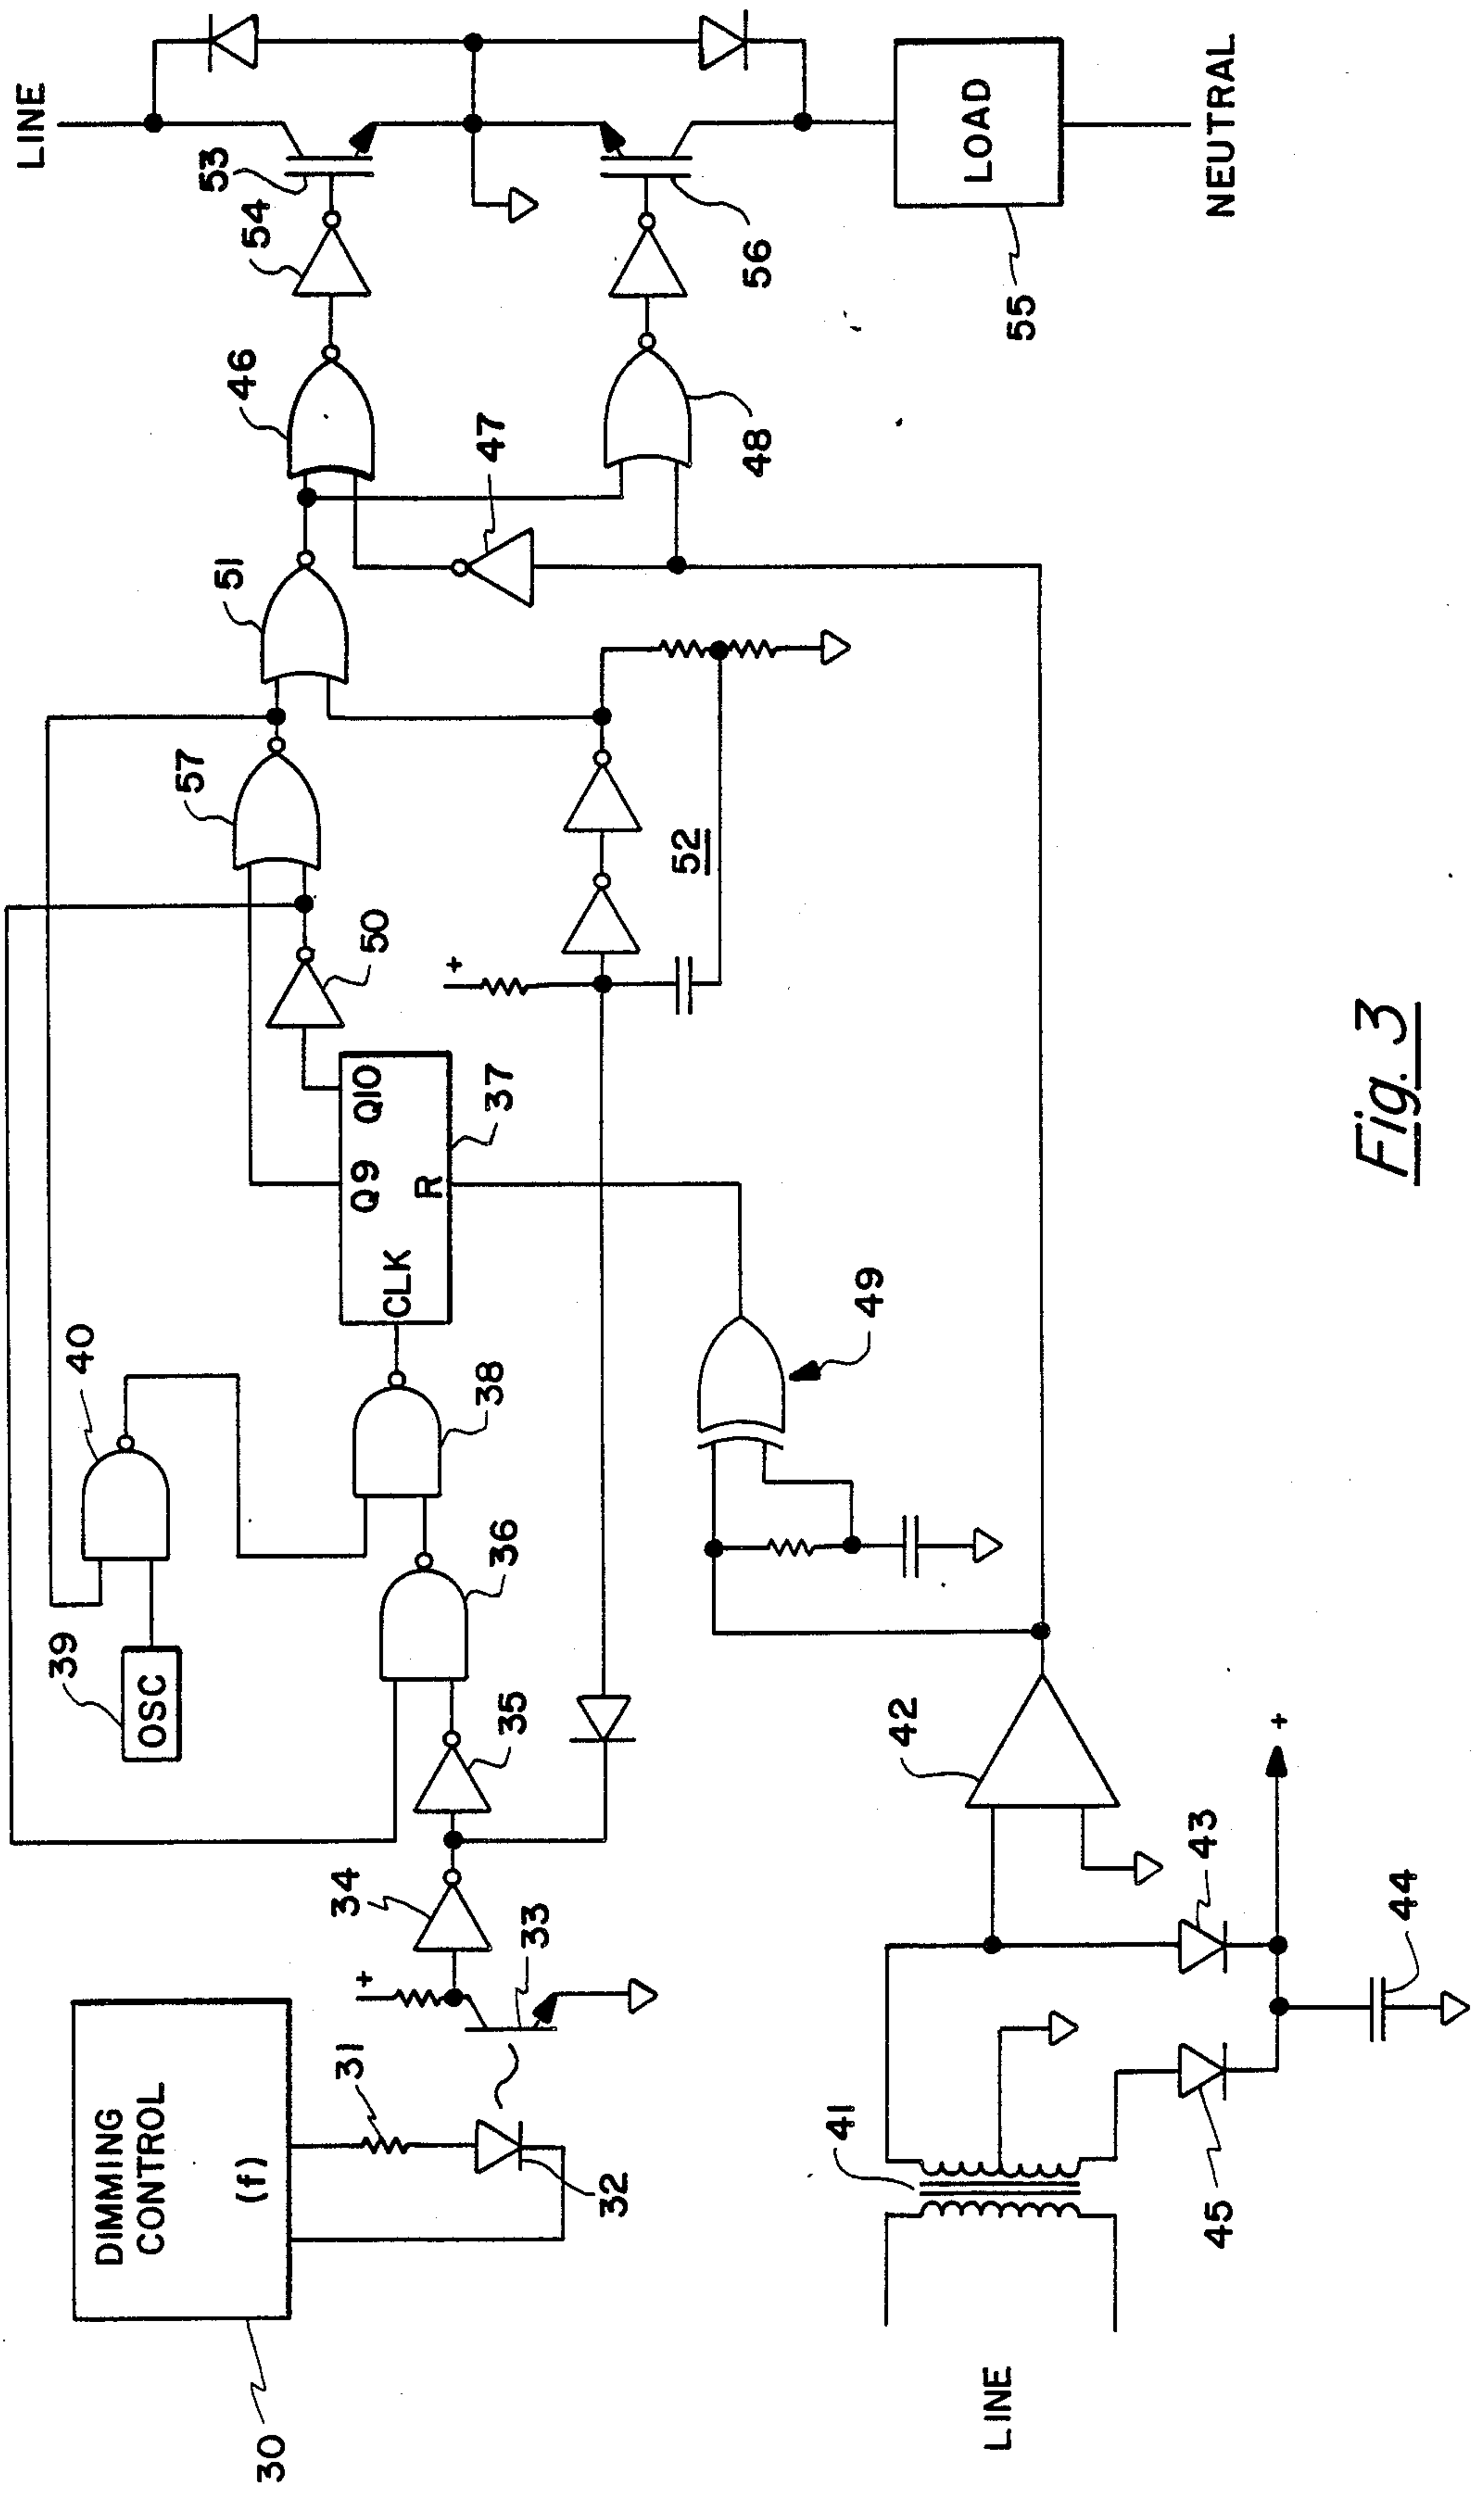 30
DIMMING
CONTROL
(f)
31
32
33
+
34
35
36
38
39
OSC
40
CLK
Q9
Q10
R
37
50
57
51
46
54
53
LINE
+
52
47
48
56
LOAD
55
NEUTRAL
49
42
LINE
41
45
43
44
+
Fig. 3